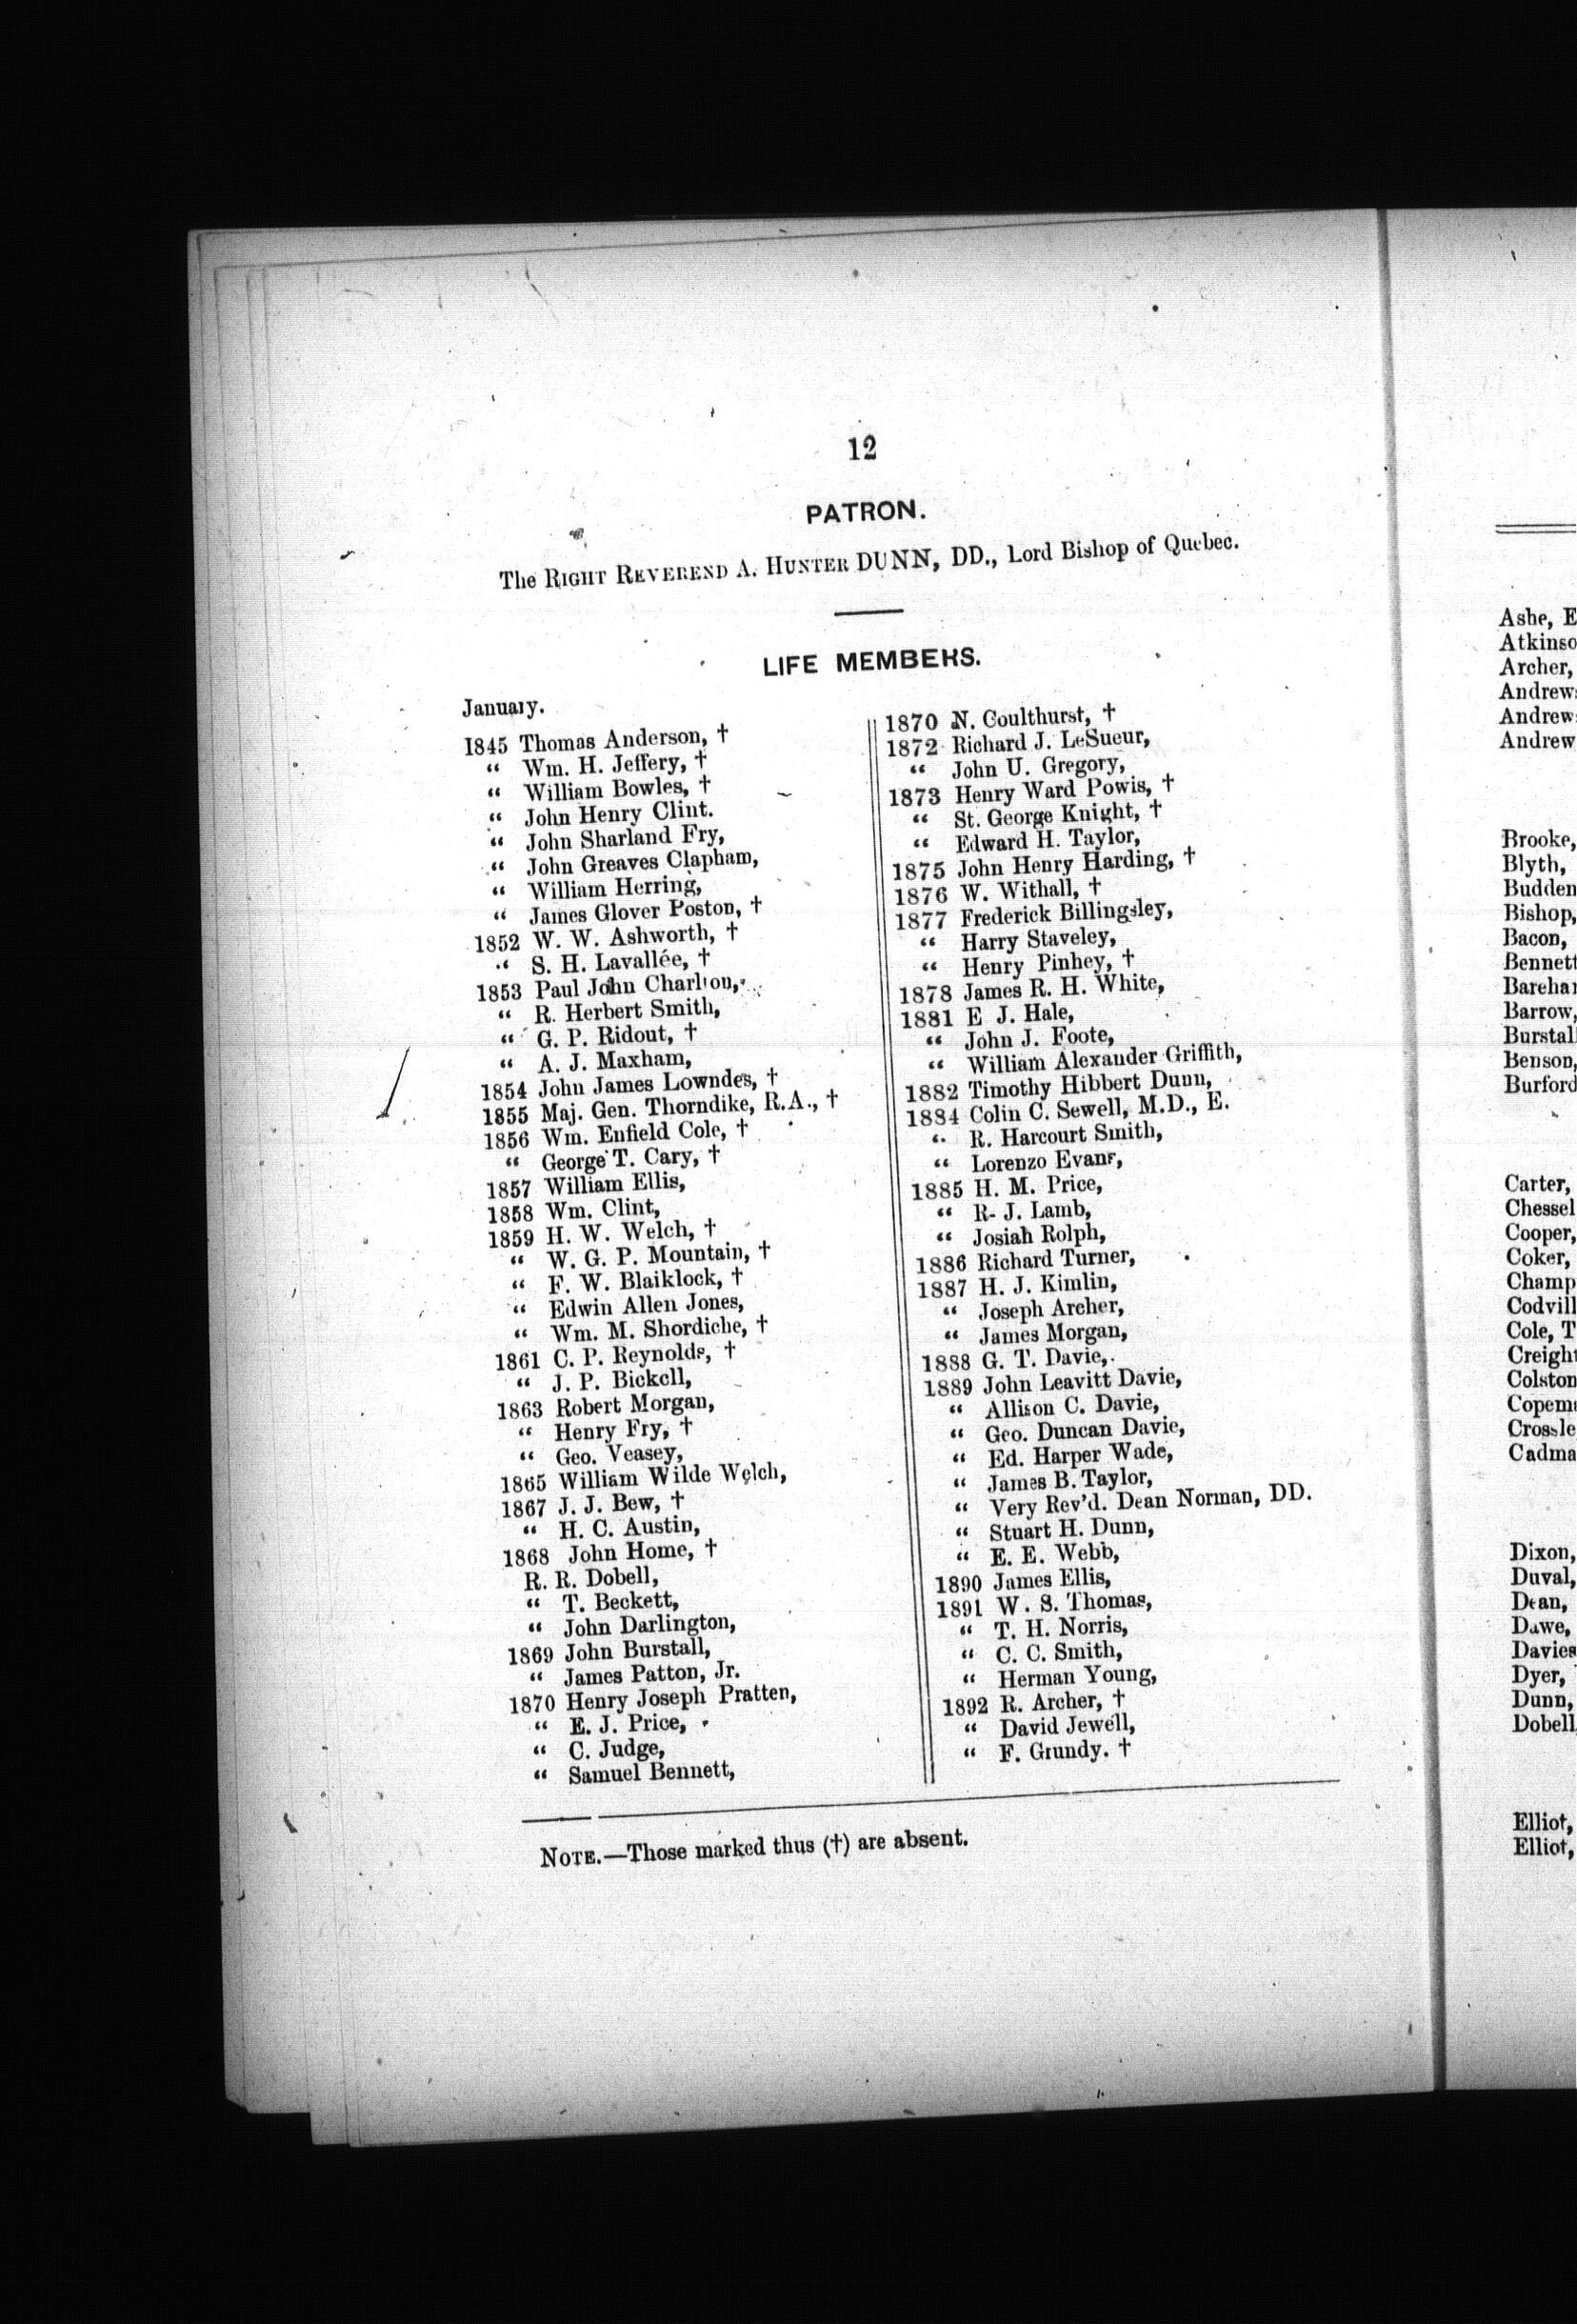 12
PATRON.
The RIGHT REVEREND A. HUNTER DUNN, DD., Lord Bishop of Quebec.
LIFE MEMBERS.
January.
1845 Thomas Anderson, †
“ Wm. H. Jeffery, †
“ William Bowles, †
“ John Henry Clint.
“ John Sharland Fry,
“ John Greaves Clapham,
“ William Herring,
“ James Glover Poston, †
1852 W. W. Ashworth, †
“ S. H. Lavallée, †
1853 Paul John Charlton,
“ R. Herbert Smith,
“ G. P. Ridout, †
“ A. J. Maxham,
1854 John James Lowndes, †
1855 Maj. Gen. Thorndike, R.A., †
1856 Wm. Enfield Cole, †
“ George T. Cary, †
1857 William Ellis,
1858 Wm. Clint,
1859 H. W. Welch, †
“ W. G. P. Mountain, †
“ F. W. Blaiklock, †
“ Edwin Allen Jones,
“ Wm. M. Shordiche, †
1861 C. P. Reynolds, †
“ J. P. Bickell,
1863 Robert Morgan,
“ Henry Fry, †
“ Geo. Veasey,
1865 William Wilde Welch,
1867 J. J. Bew, †
“ H. C. Austin,
1868 John Home, †
R. R. Dobell,
“ T. Beckett,
“ John Darlington,
1869 John Burstall,
“ James Patton, Jr.
1870 Henry Joseph Pratten,
“ E. J. Price,
“ C. Judge,
“ Samuel Bennett,
1870 N. Coulthurst, †
1872 Richard J. LeSueur,
“ John U. Gregory,
1873 Henry Ward Powis, †
“ St. George Knight, †
“ Edward H. Taylor,
1875 John Henry Harding, †
1876 W. Withall, †
1877 Frederick Billingsley,
“ Harry Staveley,
“ Henry Pinhey, †
1878 James R. H. White,
1881 E J. Hale,
“ John J. Foote,
“ William Alexander Griffith,
1882 Timothy Hibbert Dunn,
1884 Colin C. Sewell, M.D., E.
“ R. Harcourt Smith,
“ Lorenzo Evans,
1885 H. M. Price,
“ R. J. Lamb,
“ Josiah Rolph,
1886 Richard Turner,
1887 H. J. Kimlin,
“ Joseph Archer,
“ James Morgan,
1888 G. T. Davie,
1889 John Leavitt Davie,
“ Allison C. Davie,
“ Geo. Duncan Davie,
“ Ed. Harper Wade,
“ James B. Taylor,
“ Very Rev'd. Dean Norman, DD.
“ Stuart H. Dunn,
“ E. E. Webb,
1890 James Ellis,
1891 W. S. Thomas,
“ T. H. Norris,
“ C. C. Smith,
“ Herman Young,
1892 R. Archer, †
“ David Jewell,
“ F. Grundy. †
NOTE.—Those marked thus (†) are absent.
Ashe, E
Atkinso
Archer,
Andrew
Andrew
Andrew
Brooke,
Blyth,
Budden
Bishop,
Bacon,
Bennett
Barehar
Barrow,
Burstall
Benson,
Burford
Carter,
Chessel
Cooper,
Coker,
Champ
Codvill
Cole, T
Creight
Colston
Copem
Crossle
Cadma
Dixon,
Duval,
Dean,
Dawe,
Davies
Dyer,
Dunn,
Dobell
Elliot,
Elliot,